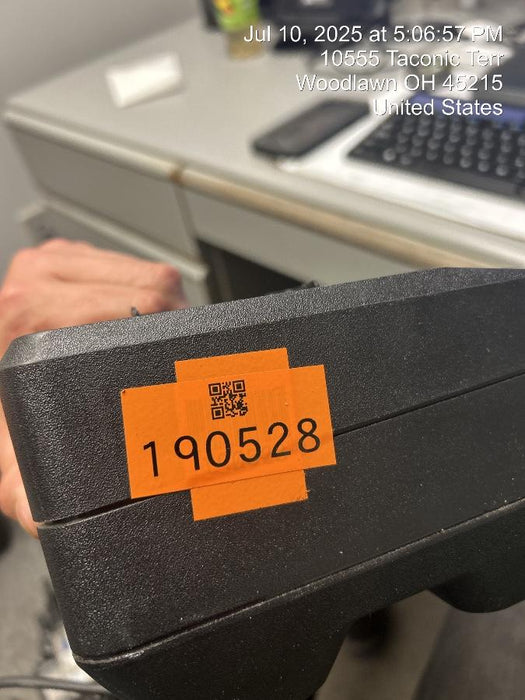 Jul 10, 2025 at 5:06:57 PM
10555 Taconic Terr
Woodlawn OH 45215
United States
190528